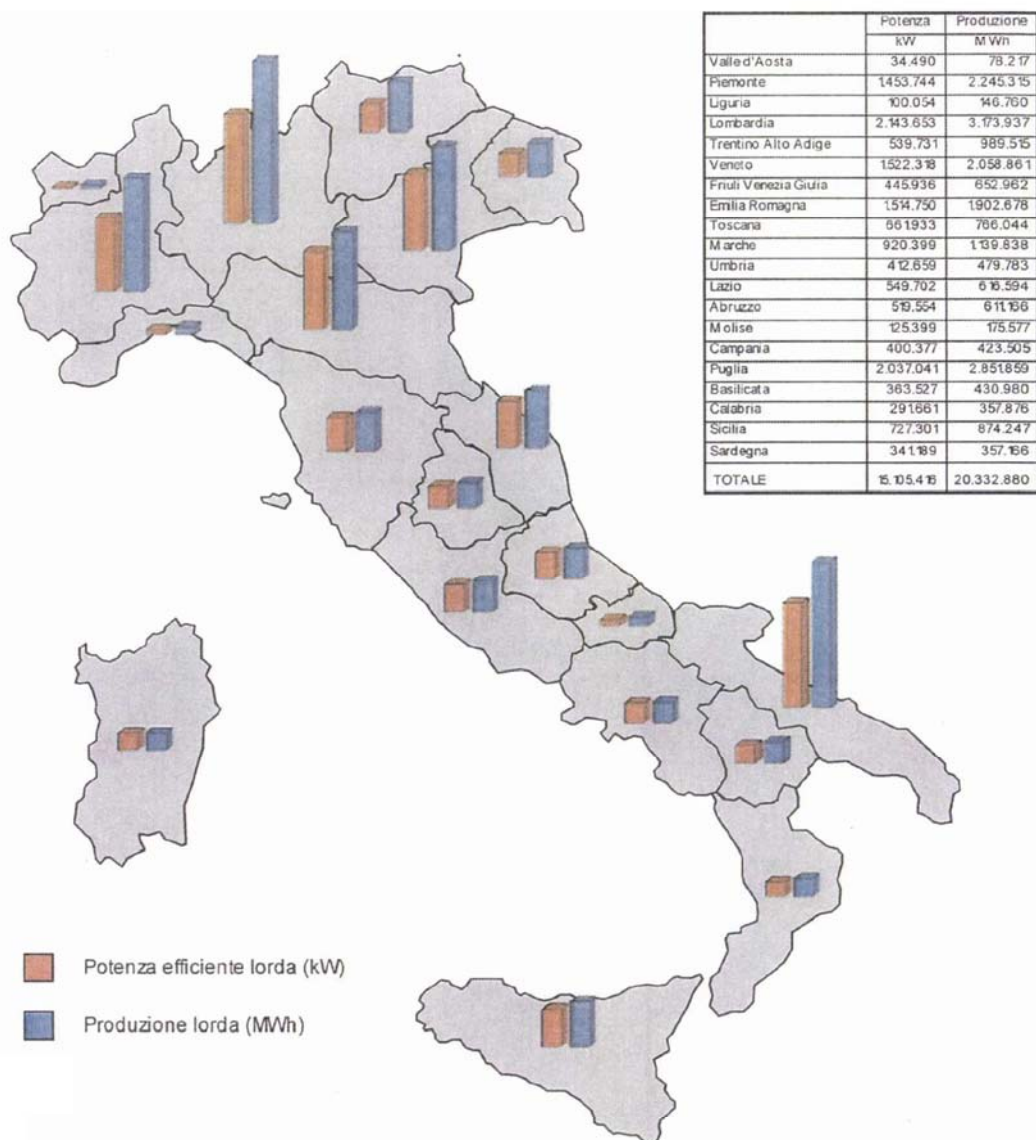 Potenza Produzione
kW MWh
Valle d'Aosta 34.490 78.217
Piemonte 1.453.744 2.245.315
Liguria 100.054 146.760
Lombardia 2.143.653 3.173.937
Trentino Alto Adige 539.731 989.515
Veneto 1.522.318 2.058.861
Friuli Venezia Giulia 445.936 652.962
Emilia Romagna 1.514.750 1.902.678
Toscana 661.933 766.044
Marche 920.399 1.139.838
Umbria 412.659 479.783
Lazio 549.702 616.594
Abruzzo 519.554 611.166
Molise 125.399 175.577
Campania 400.377 423.505
Puglia 2.037.041 2.851.859
Basilicata 363.527 430.980
Calabria 291.661 357.876
Sicilia 727.301 874.247
Sardegna 341.189 357.166
TOTALE 15.105.416 20.332.880
Potenza efficiente lorda (kW)
Produzione lorda (MWh)